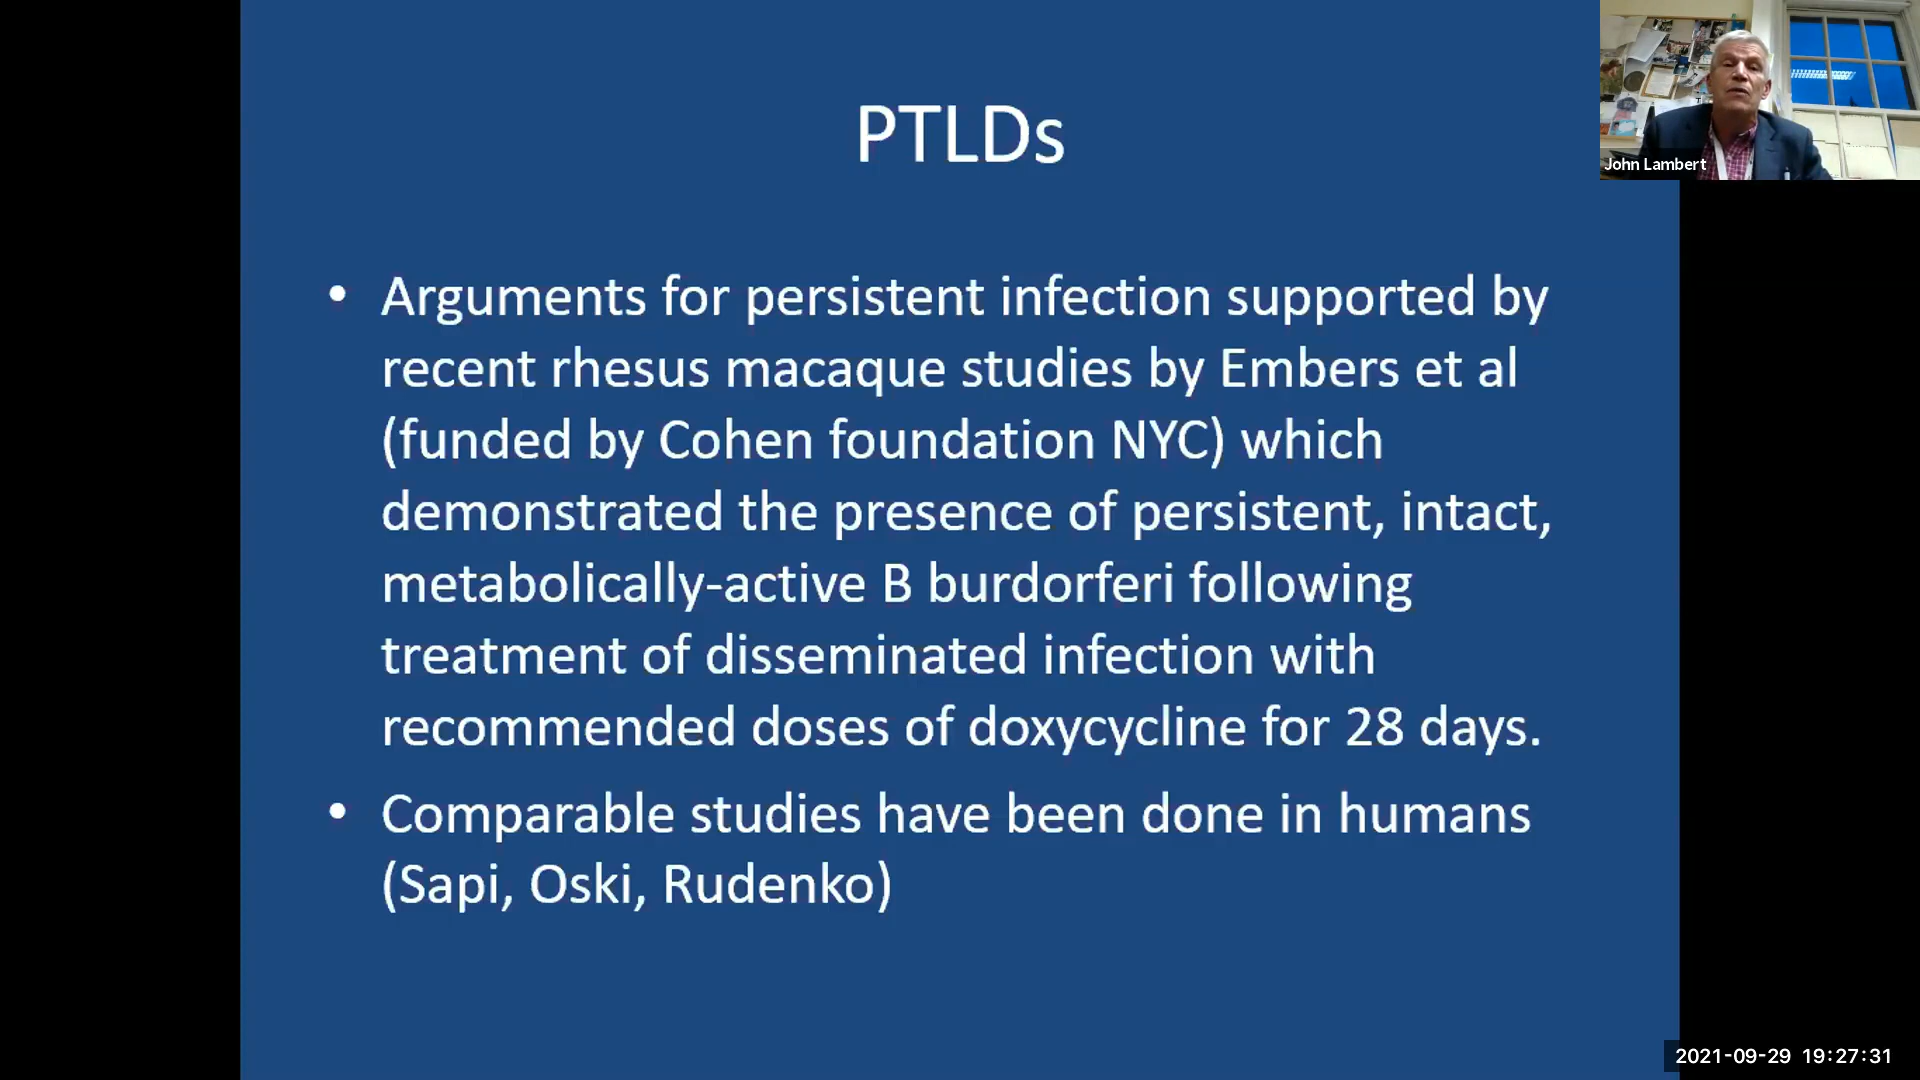 PTLDs
• Arguments for persistent infection supported by
recent rhesus macaque studies by Embers et al
(funded by Cohen foundation NYC) which
demonstrated the presence of persistent, intact,
metabolically-active B burdorferi following
treatment of disseminated infection with
recommended doses of doxycycline for 28 days.
• Comparable studies have been done in humans
(Sapi, Oski, Rudenko)
John Lambert
2021-09-29 19:27:31